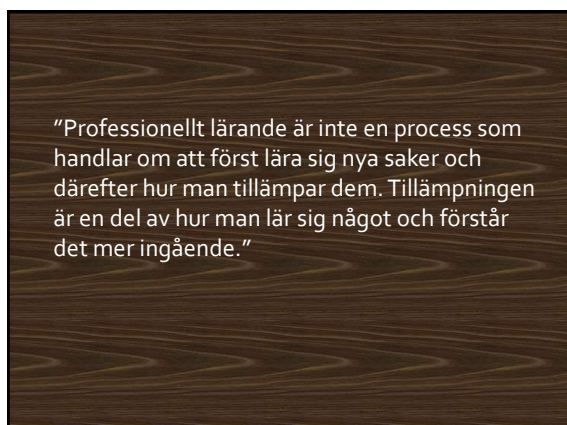 ”Professionellt lärande är inte en process som
handlar om att först lära sig nya saker och
därefter hur man tillämpar dem. Tillämpningen
är en del av hur man lär sig något och förstår
det mer ingående.”